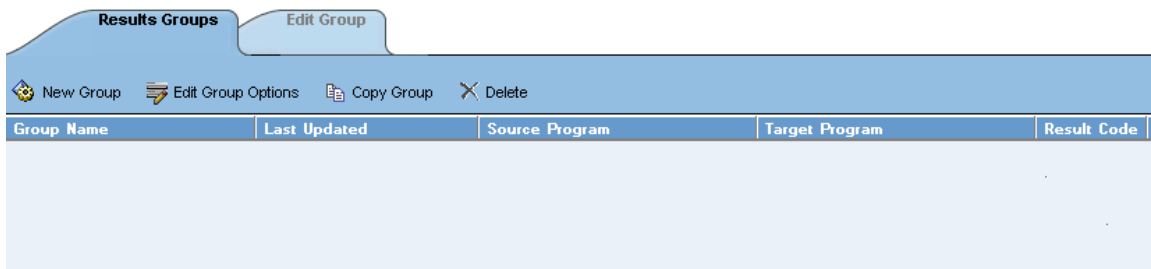 Results Groups Edit Group
New Group Edit Group Options Copy Group Delete
Group Name Last Updated Source Program Target Program Result Code